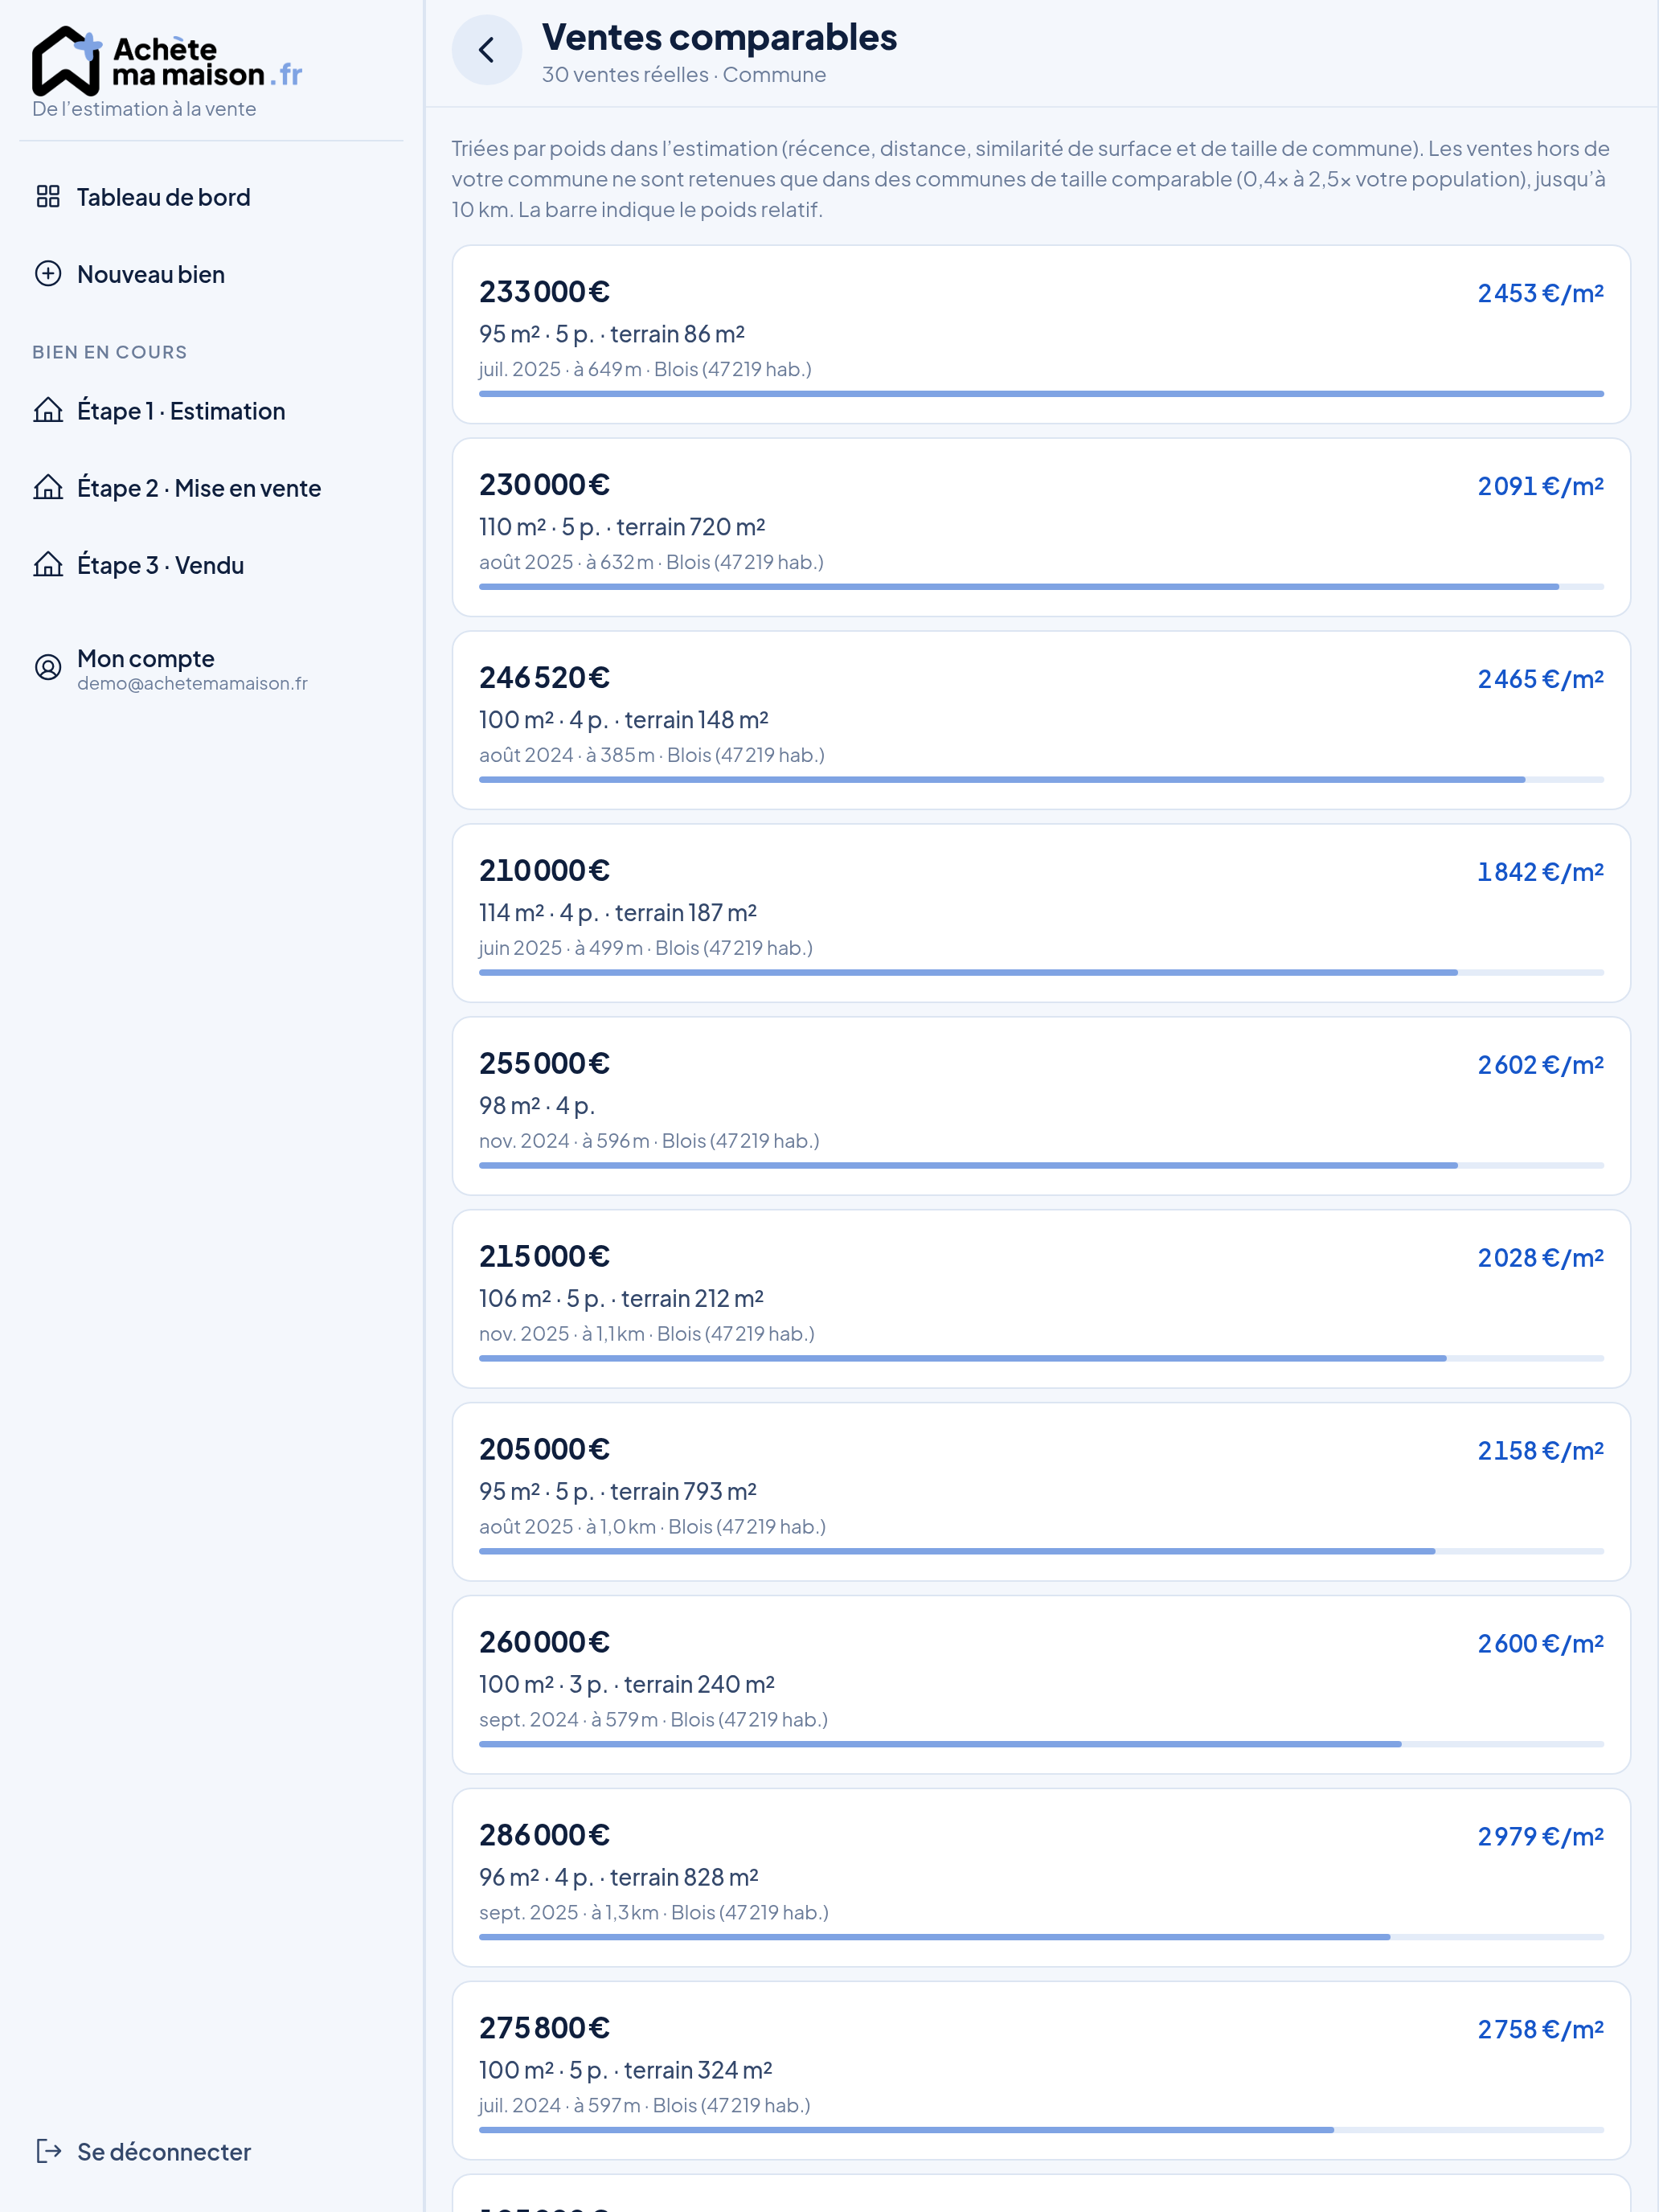 Achète
ma maison.fr
De l’estimation à la vente
Tableau de bord
Nouveau bien
BIEN EN COURS
Étape 1 · Estimation
Étape 2 · Mise en vente
Étape 3 · Vendu
Mon compte
demo@achetemamaison.fr
Se déconnecter
Ventes comparables
30 ventes réelles · Commune
Triées par poids dans l’estimation (récence, distance, similarité de surface et de taille de commune). Les ventes hors de
votre commune ne sont retenues que dans des communes de taille comparable (0,4× à 2,5× votre population), jusqu’à
10 km. La barre indique le poids relatif.
233 000 €
2 453 €/m²
95 m² · 5 p. · terrain 86 m²
juil. 2025 · à 649 m · Blois (47 219 hab.)
230 000 €
2 091 €/m²
110 m² · 5 p. · terrain 720 m²
août 2025 · à 632 m · Blois (47 219 hab.)
246 520 €
2 465 €/m²
100 m² · 4 p. · terrain 148 m²
août 2024 · à 385 m · Blois (47 219 hab.)
210 000 €
1 842 €/m²
114 m² · 4 p. · terrain 187 m²
juin 2025 · à 499 m · Blois (47 219 hab.)
255 000 €
2 602 €/m²
98 m² · 4 p.
nov. 2024 · à 596 m · Blois (47 219 hab.)
215 000 €
2 028 €/m²
106 m² · 5 p. · terrain 212 m²
nov. 2025 · à 1,1 km · Blois (47 219 hab.)
205 000 €
2 158 €/m²
95 m² · 5 p. · terrain 793 m²
août 2025 · à 1,0 km · Blois (47 219 hab.)
260 000 €
2 600 €/m²
100 m² · 3 p. · terrain 240 m²
sept. 2024 · à 579 m · Blois (47 219 hab.)
286 000 €
2 979 €/m²
96 m² · 4 p. · terrain 828 m²
sept. 2025 · à 1,3 km · Blois (47 219 hab.)
275 800 €
2 758 €/m²
100 m² · 5 p. · terrain 324 m²
juil. 2024 · à 597 m · Blois (47 219 hab.)